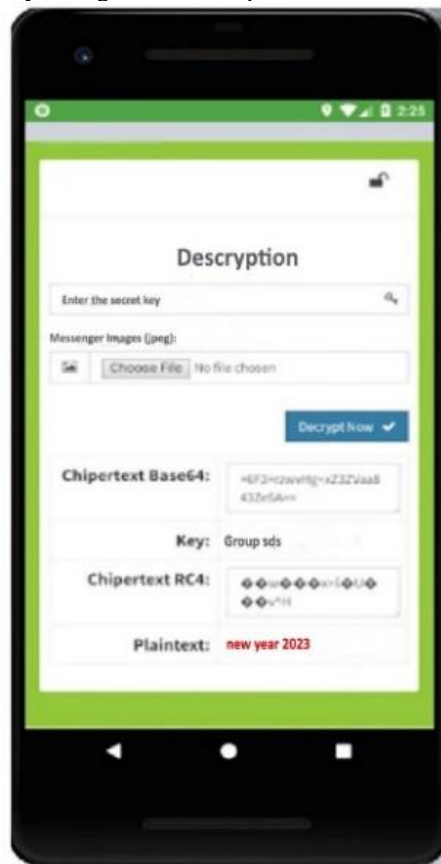 2:25
Descryption
Enter the secret key
Messenger Images (jpeg):
Choose File No file chosen
Decrypt Now
Chipertext Base64:
Key: Group sds
Chipertext RC4:
Plaintext: new year 2023